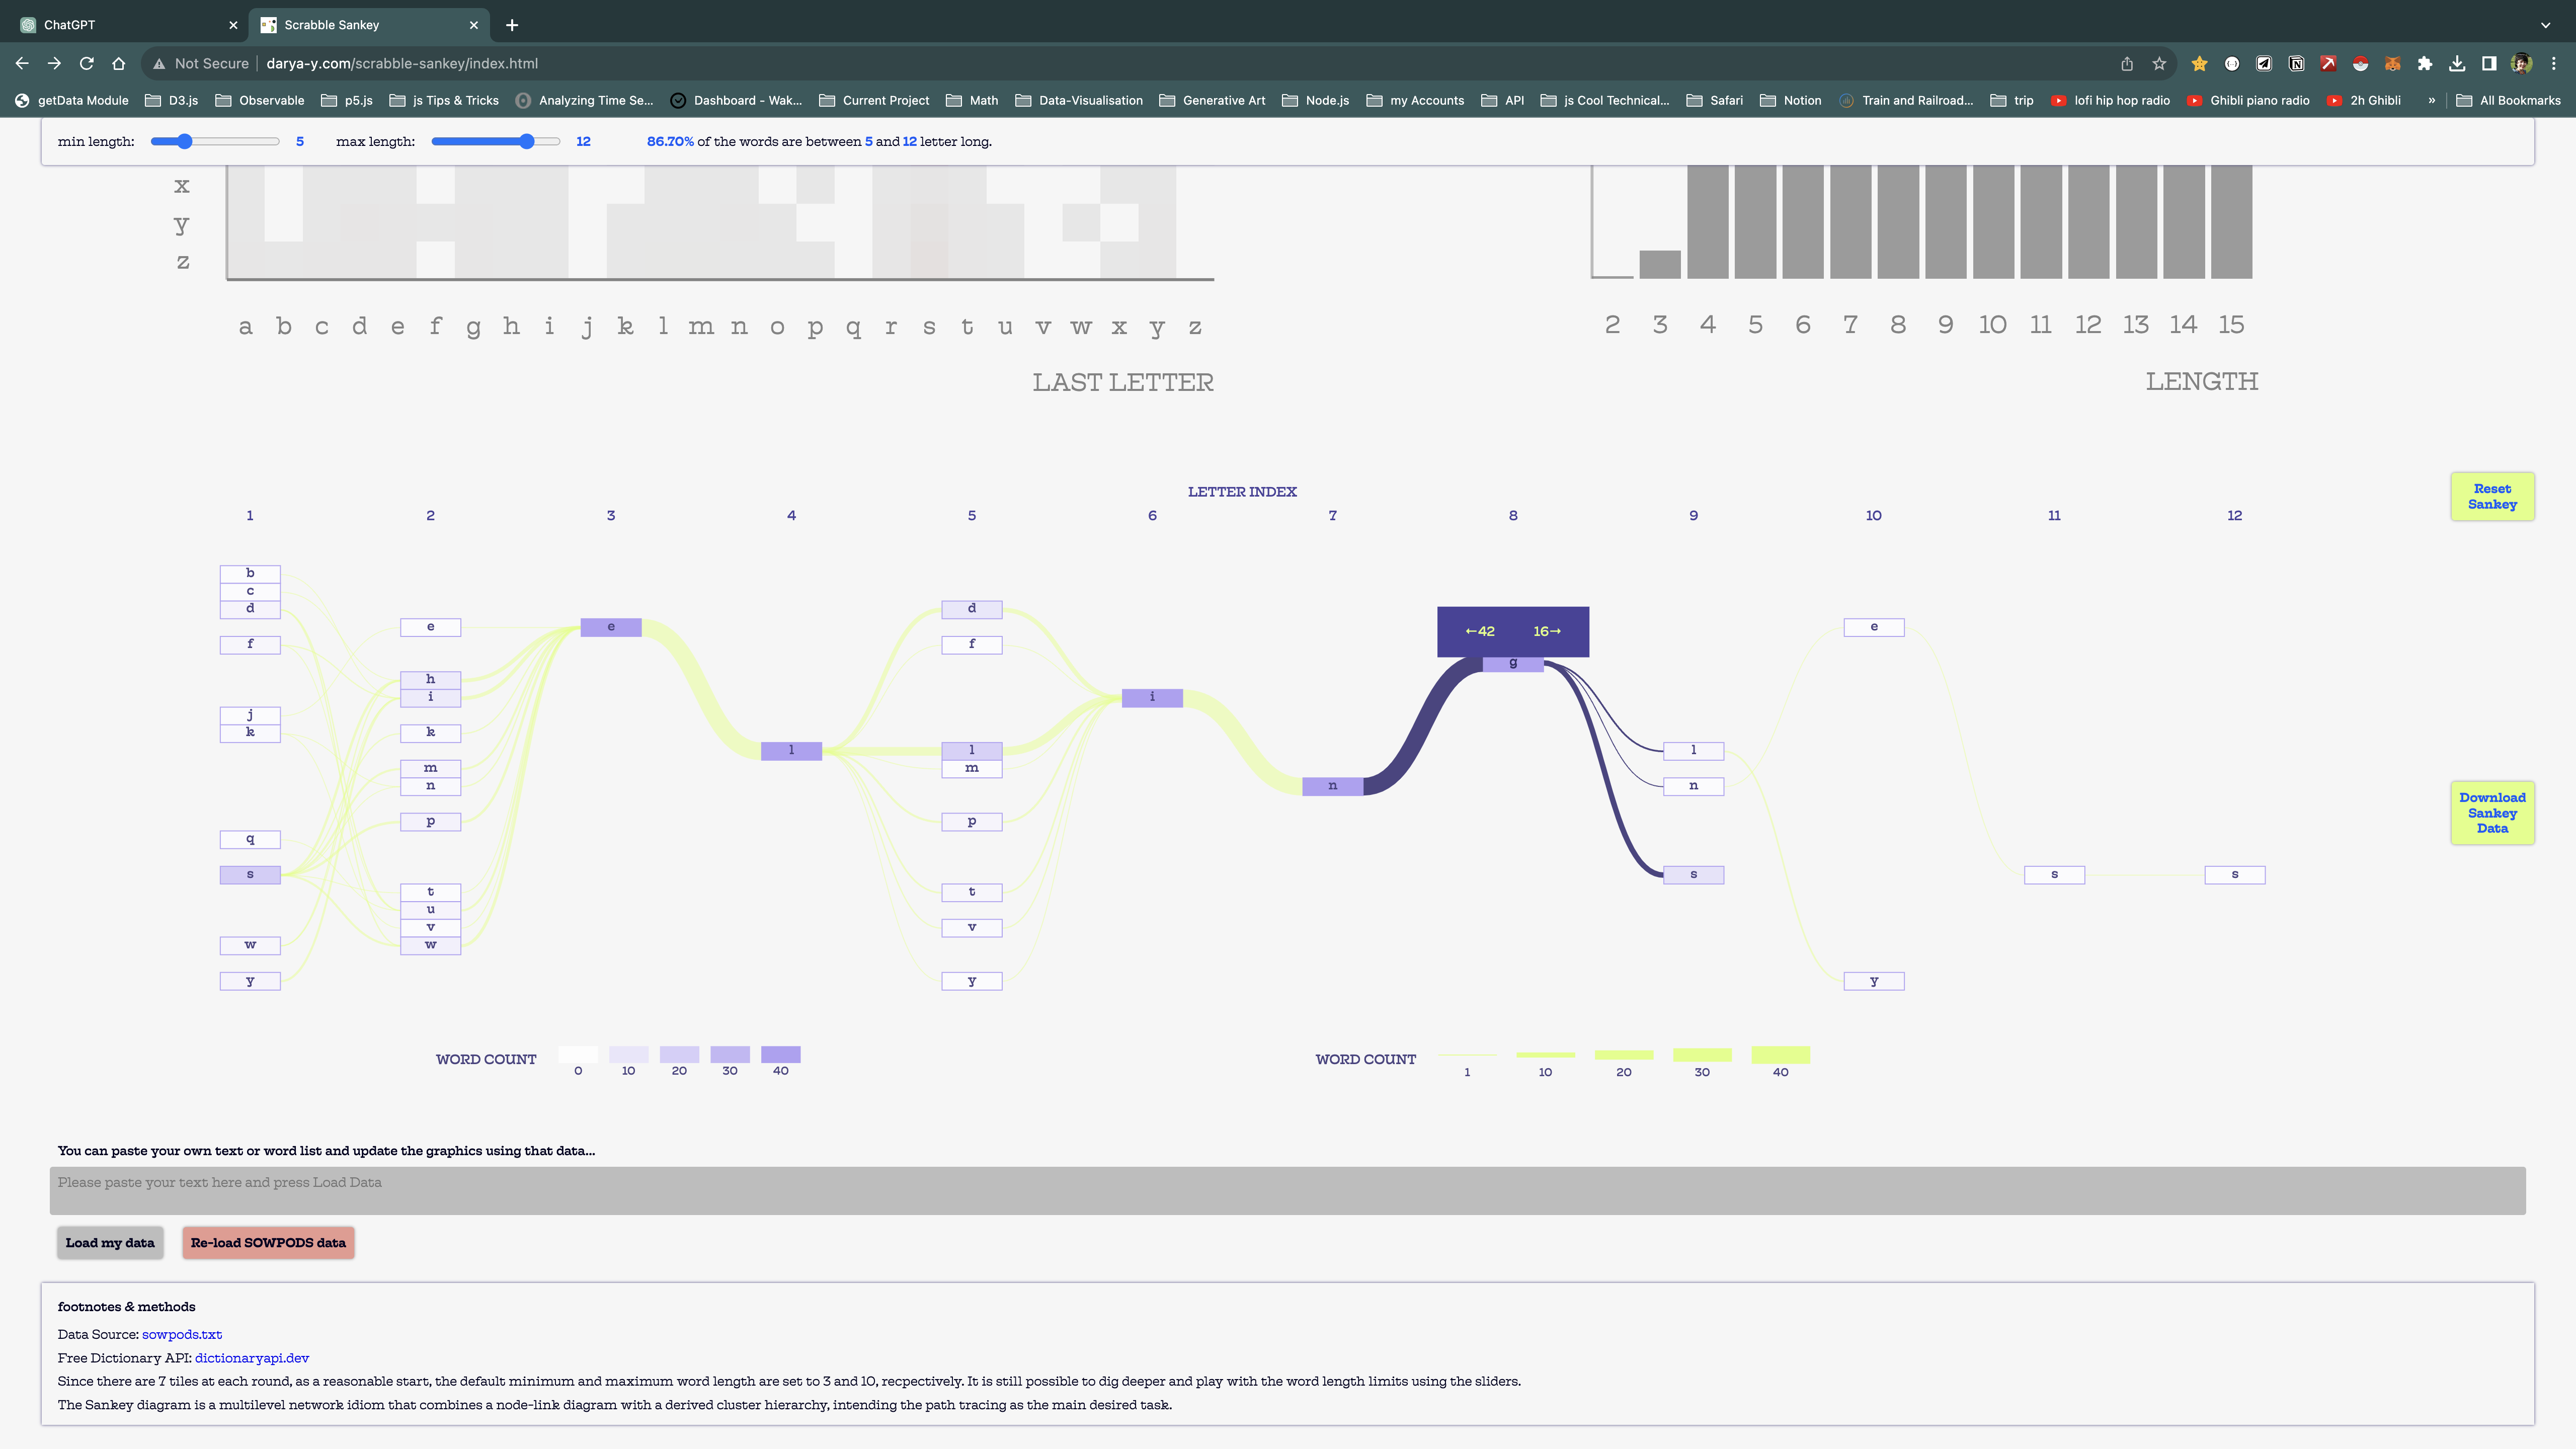 ChatGPT
Scrabble Sankey
Not Secure darya-y.com/scrabble-sankey/index.html
getData Module D3.js Observable p5.js js Tips & Tricks Analyzing Time Se... Dashboard - Wak... Current Project Math Data-Visualisation Generative Art Node.js my Accounts API js Cool Technical... Safari Notion Train and Railroad... trip lofi hip hop radio Ghibli piano radio 2h Ghibli » All Bookmarks
min length: 5 max length: 12 86.70% of the words are between 5 and 12 letter long.
x
y
z
a b c d e f g h i j k l m n o p q r s t u v w x y z
LAST LETTER
2 3 4 5 6 7 8 9 10 11 12 13 14 15
LENGTH
LETTER INDEX
1 2 3 4 5 6 7 8 9 10 11 12
Reset
Sankey
b
c
d
f
j
k
q
s
w
y
e
h
i
k
m
n
p
t
u
v
w
e
l
d
f
l
m
p
t
v
y
i
n
←42 16→
g
l
n
s
e
y
s
s
Download
Sankey
Data
WORD COUNT 0 10 20 30 40
WORD COUNT 1 10 20 30 40
You can paste your own text or word list and update the graphics using that data...
Please paste your text here and press Load Data
Load my data Re-load SOWPODS data
footnotes & methods
Data Source: sowpods.txt
Free Dictionary API: dictionaryapi.dev
Since there are 7 tiles at each round, as a reasonable start, the default minimum and maximum word length are set to 3 and 10, recpectively. It is still possible to dig deeper and play with the word length limits using the sliders.
The Sankey diagram is a multilevel network idiom that combines a node-link diagram with a derived cluster hierarchy, intending the path tracing as the main desired task.